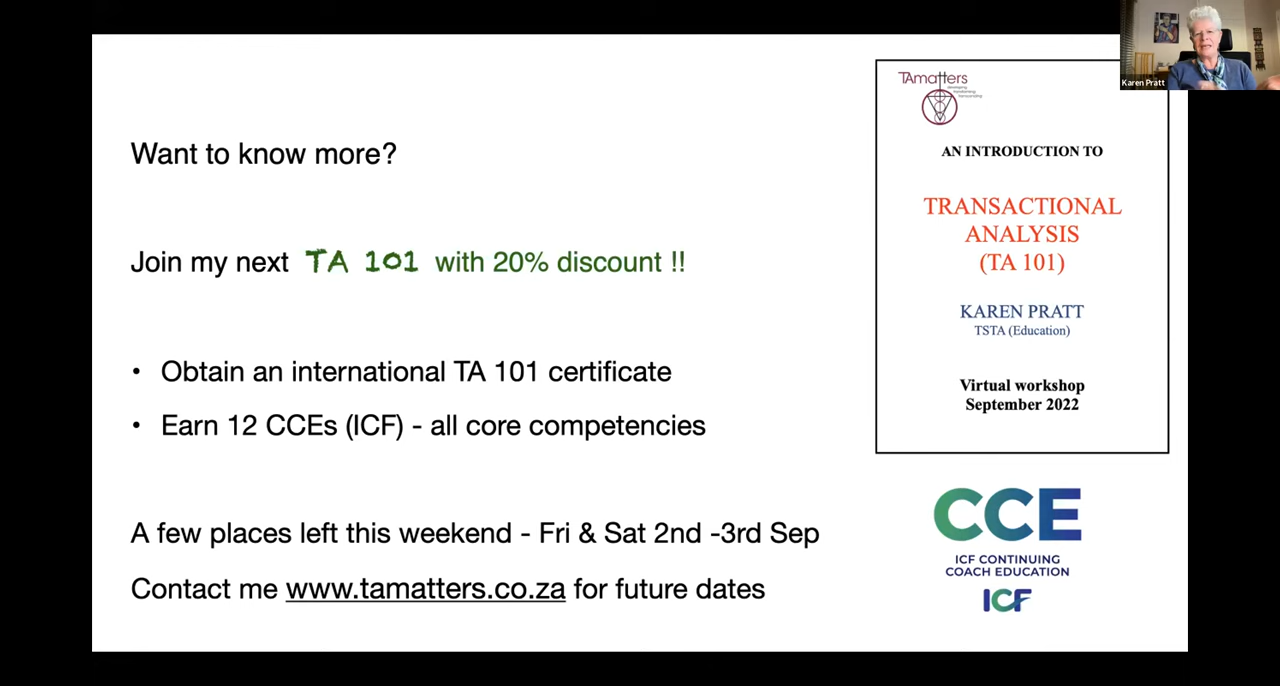 Want to know more?
Join my next TA 101 with 20% discount !!
• Obtain an international TA 101 certificate
• Earn 12 CCEs (ICF) - all core competencies
A few places left this weekend - Fri & Sat 2nd -3rd Sep
Contact me www.tamatters.co.za for future dates
TAmatters
developing
transforming
transcending
AN INTRODUCTION TO
TRANSACTIONAL
ANALYSIS
(TA 101)
KAREN PRATT
TSTA (Education)
Virtual workshop
September 2022
CCE
ICF CONTINUING
COACH EDUCATION
ICF
Karen Pratt